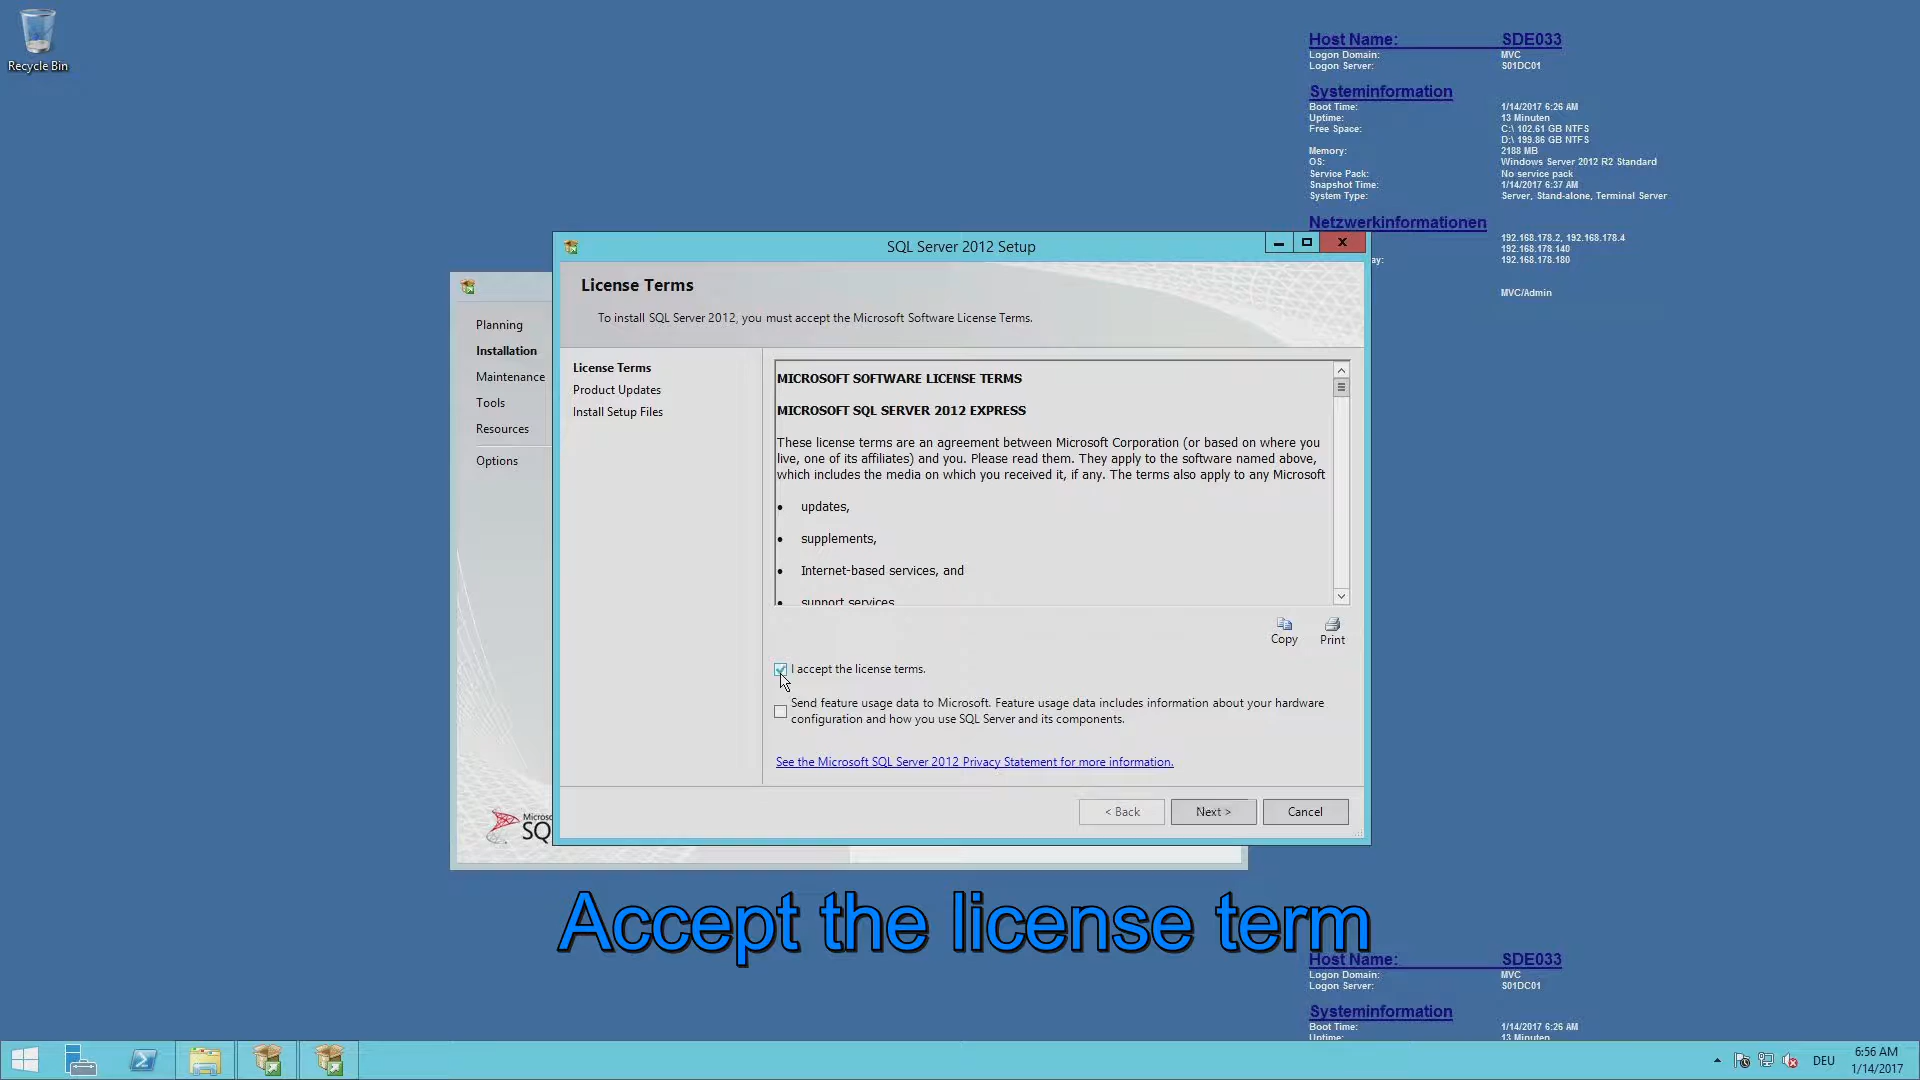 Recycle Bin
Host Name: SDE033
Logon Domain: MVC
Logon Server: S01DC01
Systeminformation
Boot Time: 1/14/2017 6:26 AM
Uptime: 13 Minuten
Free Space: C:\ 102.61 GB NTFS
D:\ 199.86 GB NTFS
Memory: 2188 MB
OS: Windows Server 2012 R2 Standard
Service Pack: No service pack
Snapshot Time: 1/14/2017 6:37 AM
System Type: Server, Stand-alone, Terminal Server
Netzwerkinformationen
192.168.178.2, 192.168.178.4
192.168.178.140
ay: 192.168.178.180
MVC/Admin
SQL Server 2012 Setup
License Terms
To install SQL Server 2012, you must accept the Microsoft Software License Terms.
Planning
Installation
Maintenance
Tools
Resources
Options
License Terms
Product Updates
Install Setup Files
MICROSOFT SOFTWARE LICENSE TERMS
MICROSOFT SQL SERVER 2012 EXPRESS
These license terms are an agreement between Microsoft Corporation (or based on where you
live, one of its affiliates) and you. Please read them. They apply to the software named above,
which includes the media on which you received it, if any. The terms also apply to any Microsoft
• updates,
• supplements,
• Internet-based services, and
• support services
Copy Print
I accept the license terms.
Send feature usage data to Microsoft. Feature usage data includes information about your hardware
configuration and how you use SQL Server and its components.
See the Microsoft SQL Server 2012 Privacy Statement for more information.
< Back Next > Cancel
Micros
SQ
Accept the license term
Host Name: SDE033
Logon Domain: MVC
Logon Server: S01DC01
Systeminformation
Boot Time: 1/14/2017 6:26 AM
Uptime: 13 Minuten
DEU 6:56 AM
1/14/2017